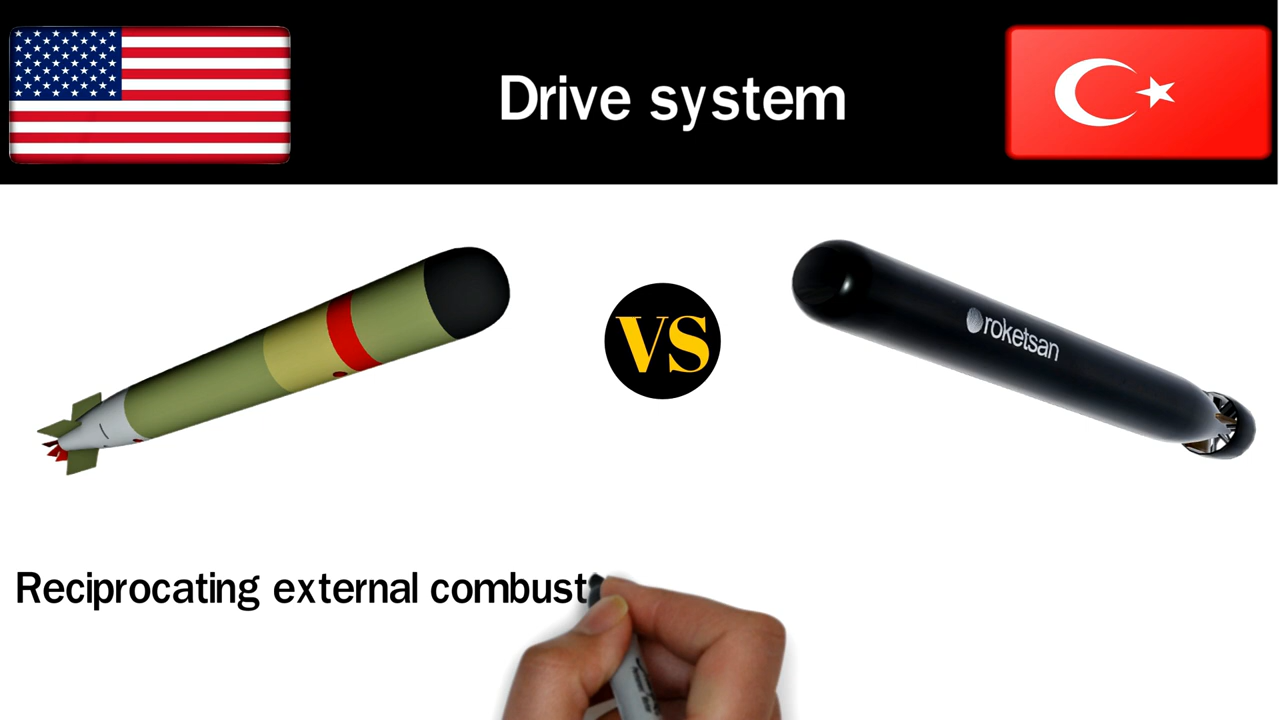 Drive system
VS
roketsan
Reciprocating external combust